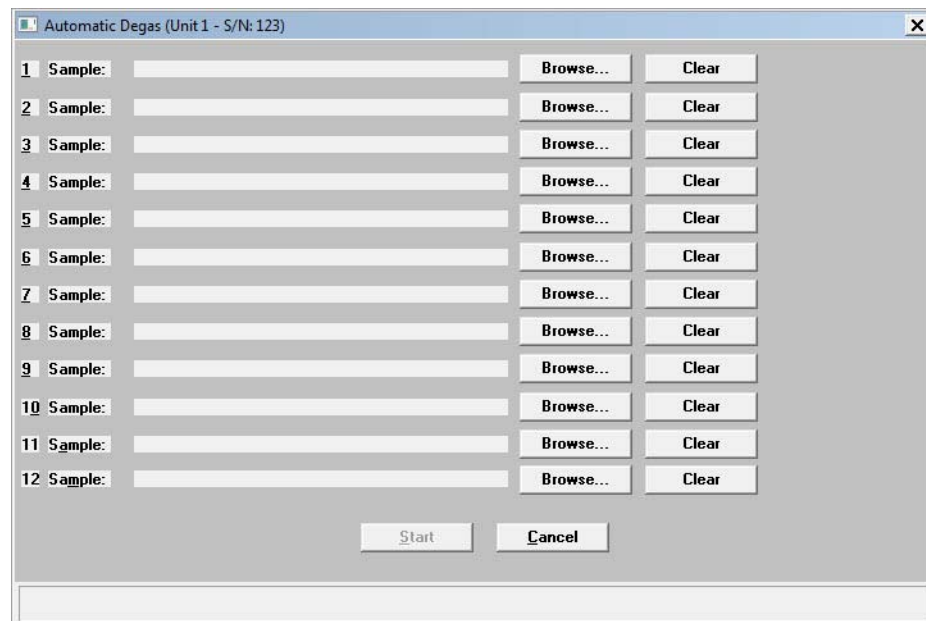 Automatic Degas (Unit 1 - S/N: 123)
1 Sample: Browse... Clear
2 Sample: Browse... Clear
3 Sample: Browse... Clear
4 Sample: Browse... Clear
5 Sample: Browse... Clear
6 Sample: Browse... Clear
7 Sample: Browse... Clear
8 Sample: Browse... Clear
9 Sample: Browse... Clear
10 Sample: Browse... Clear
11 Sample: Browse... Clear
12 Sample: Browse... Clear
Start Cancel